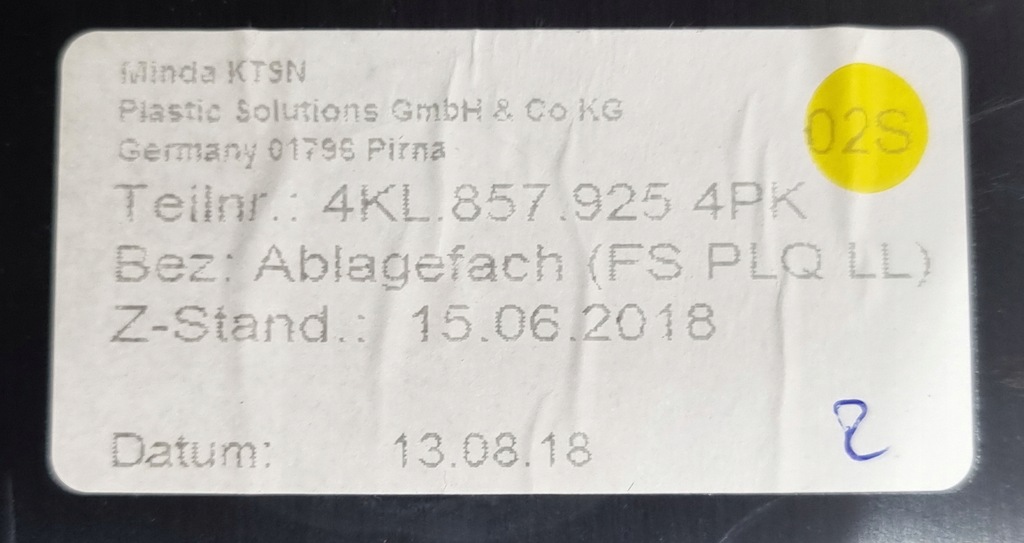 Minda KTSN
Plastic Solutions GmbH & Co KG
Germany 01796 Pirna
02S
Teilnr.: 4KL.857.925 4PK
Bez: Ablagefach (FS PLQ LL)
Z-Stand.: 15.06.2018
Datum: 13.08.18